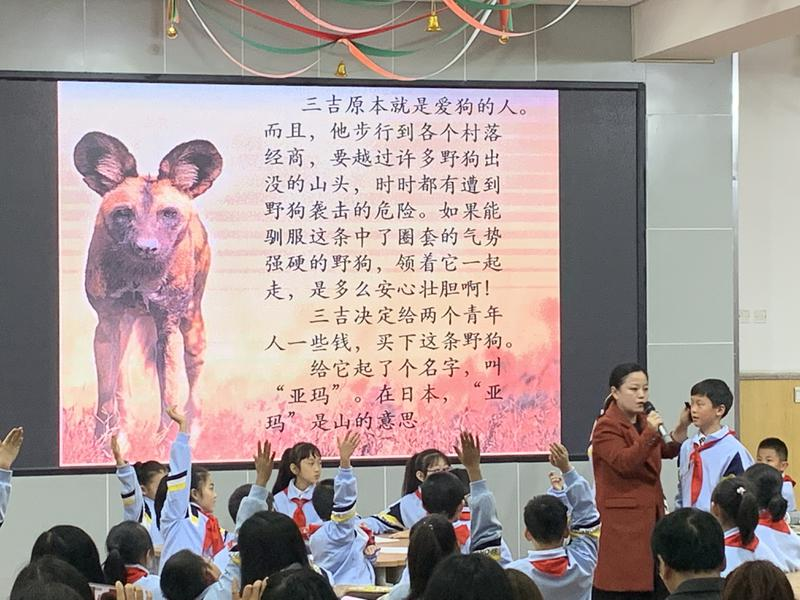 三吉原本就是爱狗的人。
而且，他步行到各个村落
经商，要越过许多野狗出
没的山头，时时都有遭到
野狗袭击的危险。如果能
驯服这条中了圈套的气势
强硬的野狗，领着它一起
走，是多么安心壮胆啊！
三吉决定给两个青年
人一些钱，买下这条野狗。
给它起了个名字，叫
“亚玛”。在日本，“亚
玛”是山的意思